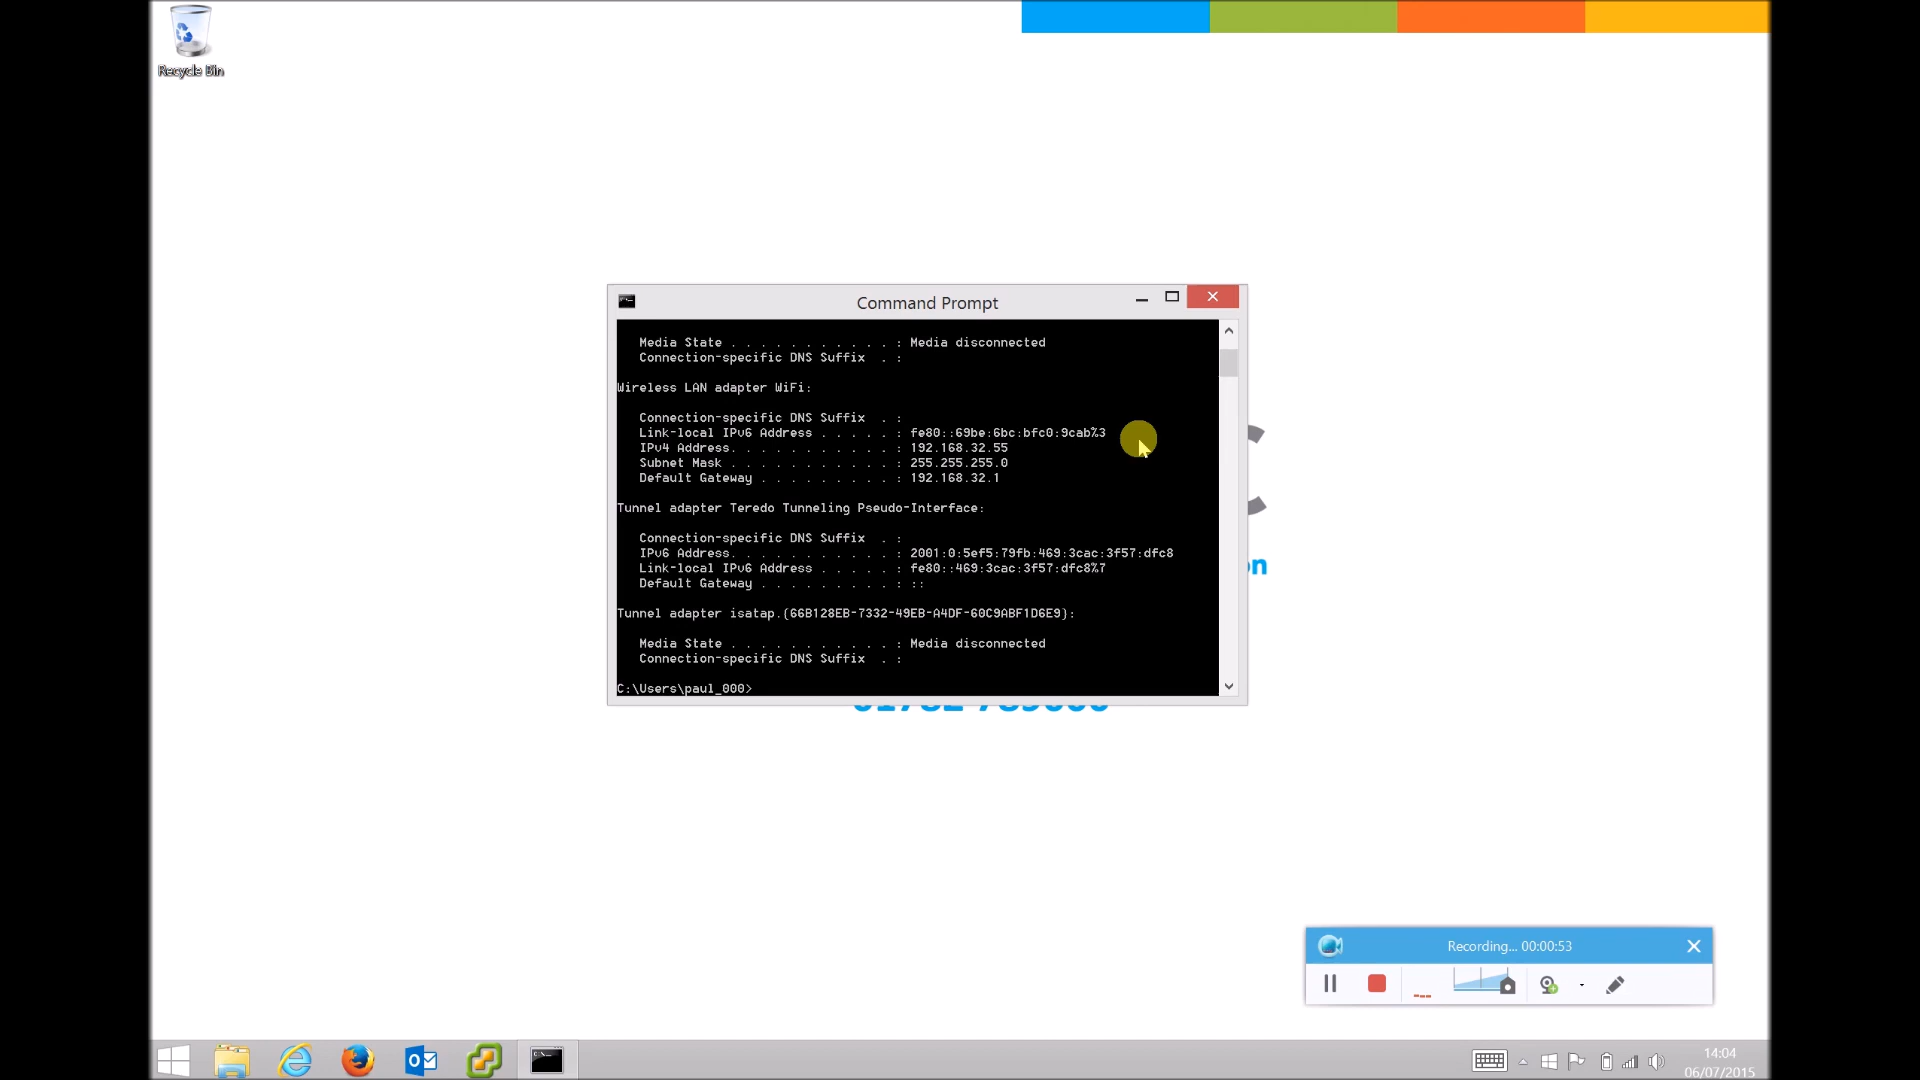 Recycle Bin
Command Prompt
Media State . . . . . . . . . . . : Media disconnected
Connection-specific DNS Suffix  . :
Wireless LAN adapter WiFi:
Connection-specific DNS Suffix  . :
Link-local IPv6 Address . . . . . : fe80::69be:6bc:bfc0:9cab%3
IPv4 Address. . . . . . . . . . . : 192.168.32.55
Subnet Mask . . . . . . . . . . . : 255.255.255.0
Default Gateway . . . . . . . . . : 192.168.32.1
Tunnel adapter Teredo Tunneling Pseudo-Interface:
Connection-specific DNS Suffix  . :
IPv6 Address. . . . . . . . . . . : 2001:0:5ef5:79fb:469:3cac:3f57:dfc8
Link-local IPv6 Address . . . . . : fe80::469:3cac:3f57:dfc8%7
Default Gateway . . . . . . . . . : ::
Tunnel adapter isatap.{66B128EB-7332-49EB-A4DF-60C9ABF1D6E9}:
Media State . . . . . . . . . . . : Media disconnected
Connection-specific DNS Suffix  . :
C:\Users\paul_000>
Recording... 00:00:53
14:04
06/07/2015